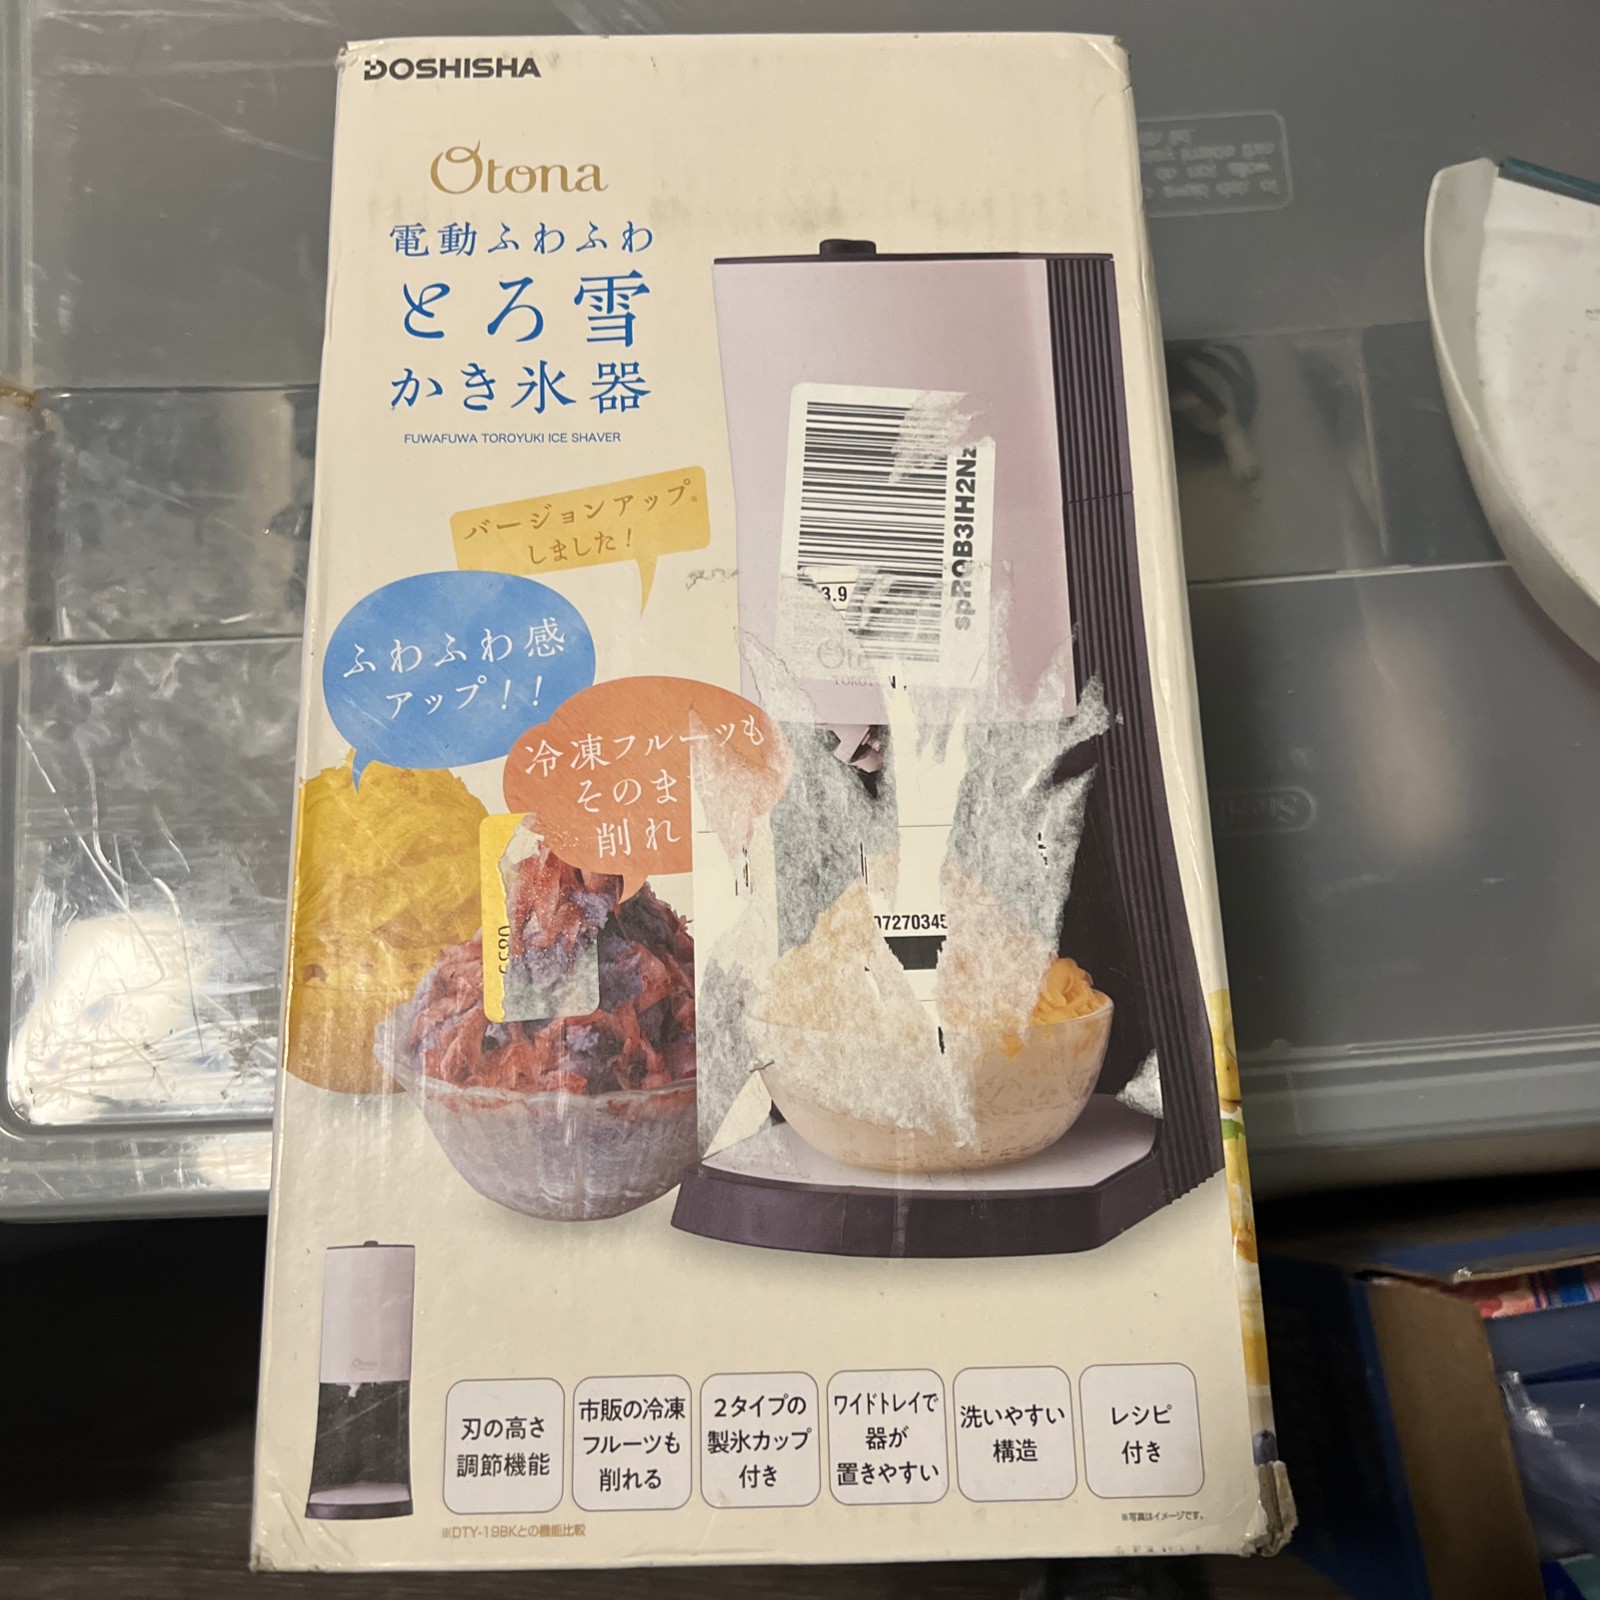 DOSHISHA
Otona
電動ふわふわ
とろ雪
かき氷器
FUWAFUWA TOROYUKI ICE SHAVER
バージョンアップ※
しました！
ふわふわ感
アップ！！
冷凍フルーツも
そのまま
削れ
spRQB3IH2Nz
3.9
07270345
刃の高さ
調節機能
市販の冷凍
フルーツも
削れる
2タイプの
製氷カップ
付き
ワイドトレイで
器が
置きやすい
洗いやすい
構造
レシピ
付き
※DTY-19BKとの機能比較
※写真はイメージです。